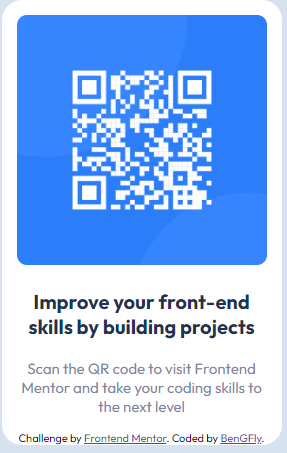 Improve your front-end
skills by building projects
Scan the QR code to visit Frontend
Mentor and take your coding skills to
the next level
Challenge by Frontend Mentor. Coded by BenGFly.